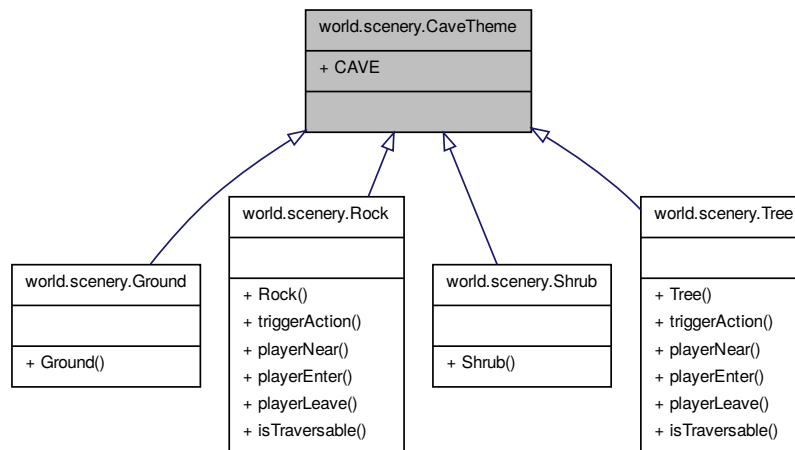 world.scenery.CaveTheme
+ CAVE
world.scenery.Ground
+ Ground()
world.scenery.Rock
+ Rock()
+ triggerAction()
+ playerNear()
+ playerEnter()
+ playerLeave()
+ isTraversable()
world.scenery.Shrub
+ Shrub()
world.scenery.Tree
+ Tree()
+ triggerAction()
+ playerNear()
+ playerEnter()
+ playerLeave()
+ isTraversable()